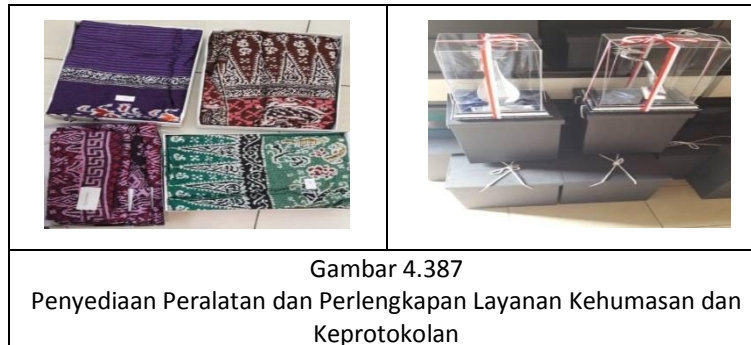 Gambar 4.387
Penyediaan Peralatan dan Perlengkapan Layanan Kehumasan dan
Keprotokolan